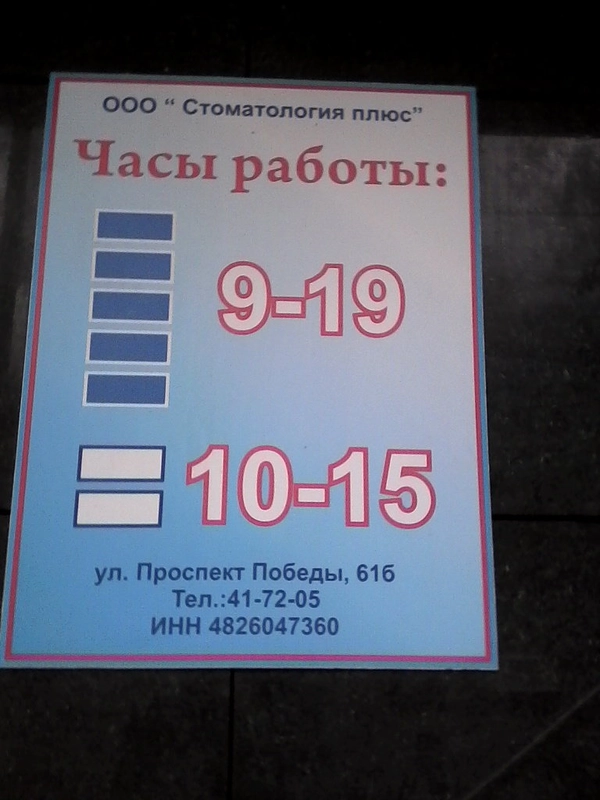 ООО “ Стоматология плюс”
Часы работы:
9-19
10-15
ул. Проспект Победы, 61б
Тел.:41-72-05
ИНН 4826047360